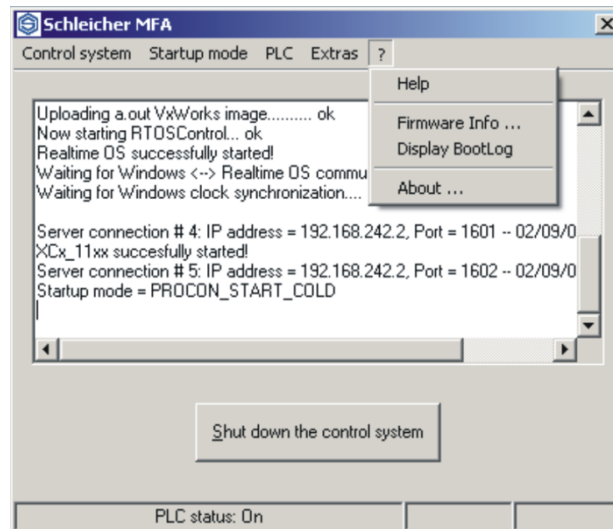 Schleicher MFA
Control system Startup mode PLC Extras ?
Help
Firmware Info ...
Display BootLog
About ...
Uploading a.out VxWorks image.......... ok
Now starting RTOSControl... ok
Realtime OS successfully started!
Waiting for Windows <--> Realtime OS commu
Waiting for Windows clock synchronization....
Server connection # 4: IP address = 192.168.242.2, Port = 1601 -- 02/09/0
XCx_11xx succesfully started!
Server connection # 5: IP address = 192.168.242.2, Port = 1602 -- 02/09/0
Startup mode = PROCON_START_COLD
Shut down the control system
PLC status: On